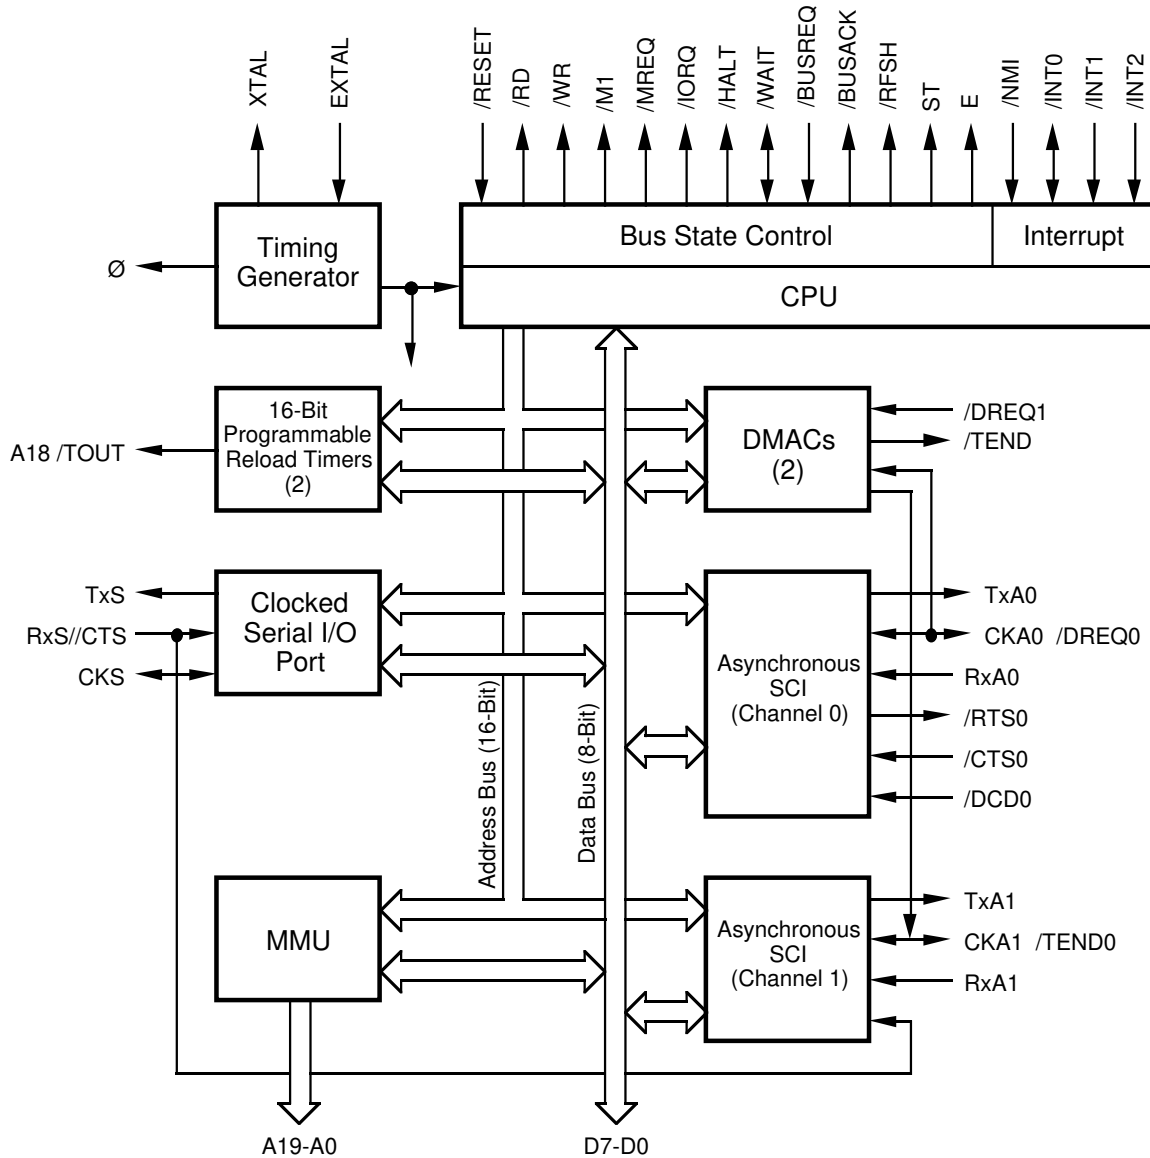 XTAL
EXTAL
/RESET
/RD
/WR
/M1
/MREQ
/IORQ
/HALT
/WAIT
/BUSREQ
/BUSACK
/RFSH
ST
E
/NMI
/INT0
/INT1
/INT2
Timing
Generator
Bus State Control
Interrupt
Ø
CPU
16-Bit
Programmable
Reload Timers
(2)
A18 /TOUT
DMACs
(2)
/DREQ1
/TEND
TxS
RxS//CTS
CKS
Clocked
Serial I/O
Port
Address Bus (16-Bit)
Data Bus (8-Bit)
Asynchronous
SCI
(Channel 0)
TxA0
CKA0 /DREQ0
RxA0
/RTS0
/CTS0
/DCD0
MMU
Asynchronous
SCI
(Channel 1)
TxA1
CKA1 /TEND0
RxA1
A19-A0
D7-D0